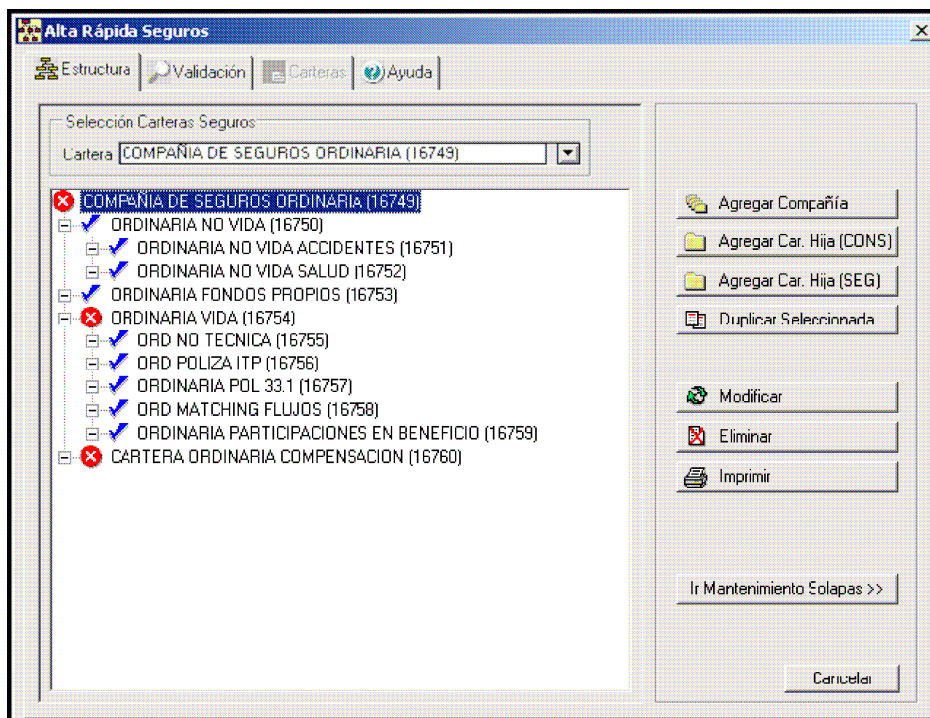 Alta Rápida Seguros
Estructura Validación Carteras Ayuda
Selección Carteras Seguros
Cartera COMPAÑIA DE SEGUROS ORDINARIA (16749)
COMPAÑIA DE SEGUROS ORDINARIA (16749)
ORDINARIA NO VIDA (16750)
ORDINARIA NO VIDA ACCIDENTES (16751)
ORDINARIA NO VIDA SALUD (16752)
ORDINARIA FONDOS PROPIOS (16753)
ORDINARIA VIDA (16754)
ORD NO TECNICA (16755)
ORD POLIZA ITP (16756)
ORDINARIA POL 33.1 (16757)
ORD MATCHING FLUJOS (16758)
ORDINARIA PARTICIPACIONES EN BENEFICIO (16759)
CARTERA ORDINARIA COMPENSACION (16760)
Agregar Compañía
Agregar Car. Hija (CONS)
Agregar Car. Hija (SEG)
Duplicar Seleccionada
Modificar
Eliminar
Imprimir
Ir Mantenimiento Solapas >>
Cancelar